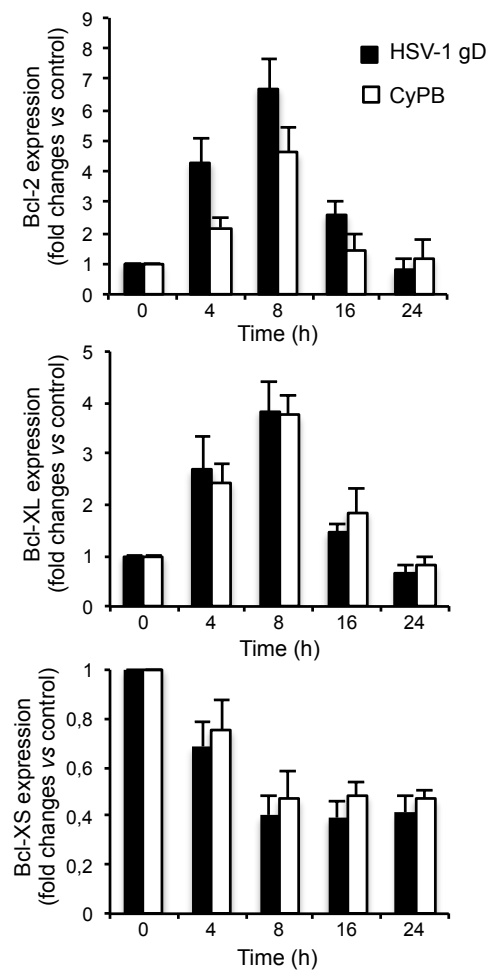 Bcl-2 expression
(fold changes vs control)
9
8
7
6
5
4
3
2
1
0
HSV-1 gD
CyPB
0 4 8 16 24
Time (h)
Bcl-XL expression
(fold changes vs control)
5
4
3
2
1
0
0 4 8 16 24
Time (h)
Bcl-XS expression
(fold changes vs control)
1
0,8
0,6
0,4
0,2
0
0 4 8 16 24
Time (h)